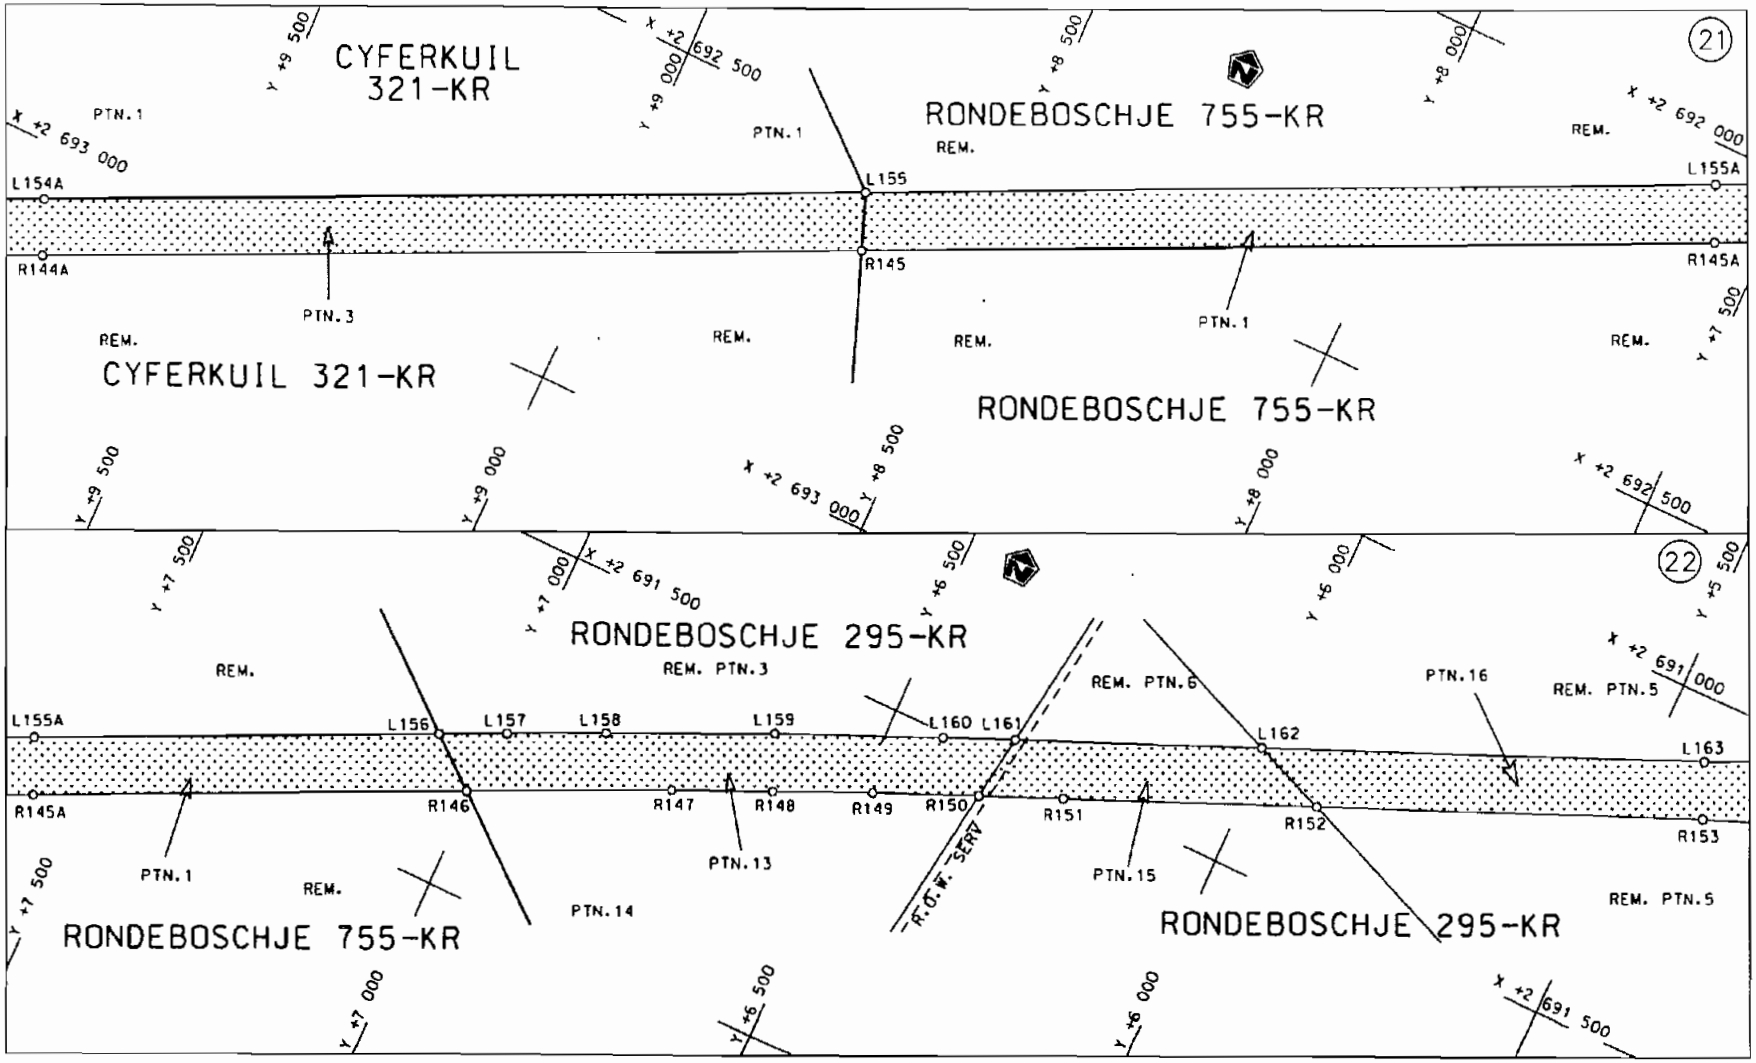 Y +9 500
CYFERKUIL
321-KR
X +2 692 500
Y +9 000
Y +8 500
Y +8 000
21
PTN.1
X +2 693 000
PTN.1
N
RONDEBOSCHJE 755-KR
REM.
REM.
X +2 692 000
L154A
L155
L155A
R144A
R145
R145A
PTN.3
PTN.1
Y +7 500
REM.
REM.
REM.
REM.
CYFERKUIL 321-KR
RONDEBOSCHJE 755-KR
Y +9 500
Y +9 000
X +2 693 000
Y +8 500
Y +8 000
X +2 692 500
Y +7 500
Y +7 000
X +2 691 500
Y +6 500
N
Y +6 000
22
Y +5 500
RONDEBOSCHJE 295-KR
REM.
REM. PTN.3
REM. PTN.6
PTN.16
REM. PTN.5
X +2 691 000
L155A
L156
L157
L158
L159
L160
L161
L162
L163
R145A
R146
R147
R148
R149
R150
R151
R152
R153
PTN.1
PTN.13
PTN.15
R.O.W. SERV
REM.
PTN.14
REM. PTN.5
Y +7 500
RONDEBOSCHJE 755-KR
RONDEBOSCHJE 295-KR
Y +7 000
Y +6 500
Y +6 000
X +2 691 500